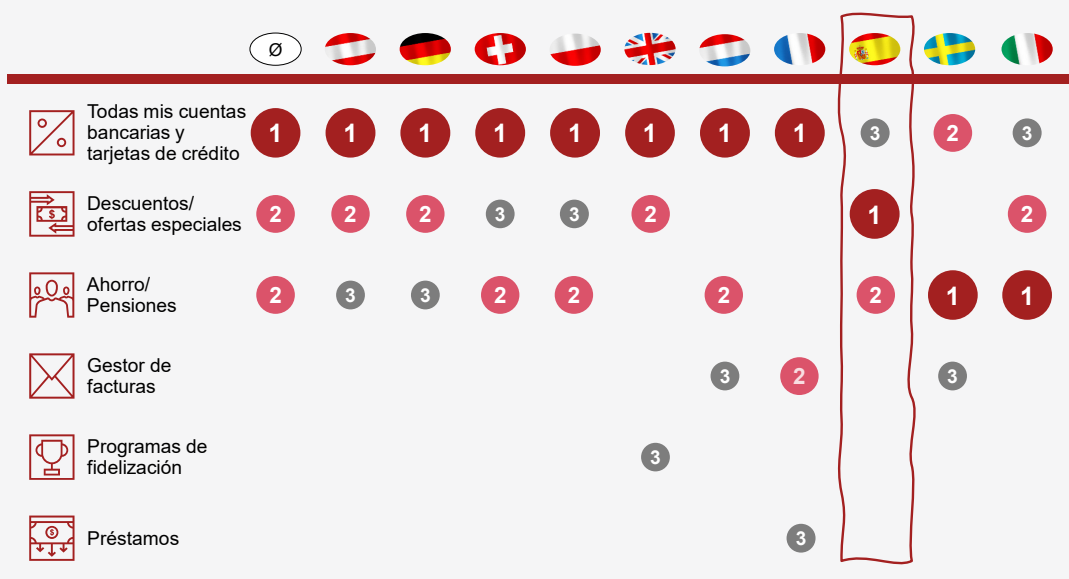 Ø
Todas mis cuentas
bancarias y
tarjetas de crédito
1 1 1 1 1 1 1 1 3 2 3
Descuentos/
ofertas especiales
2 2 2 3 3 2 1 2
Ahorro/
Pensiones
2 3 3 2 2 2 2 1 1
Gestor de
facturas
3 2 3
Programas de
fidelización
3
Préstamos
3